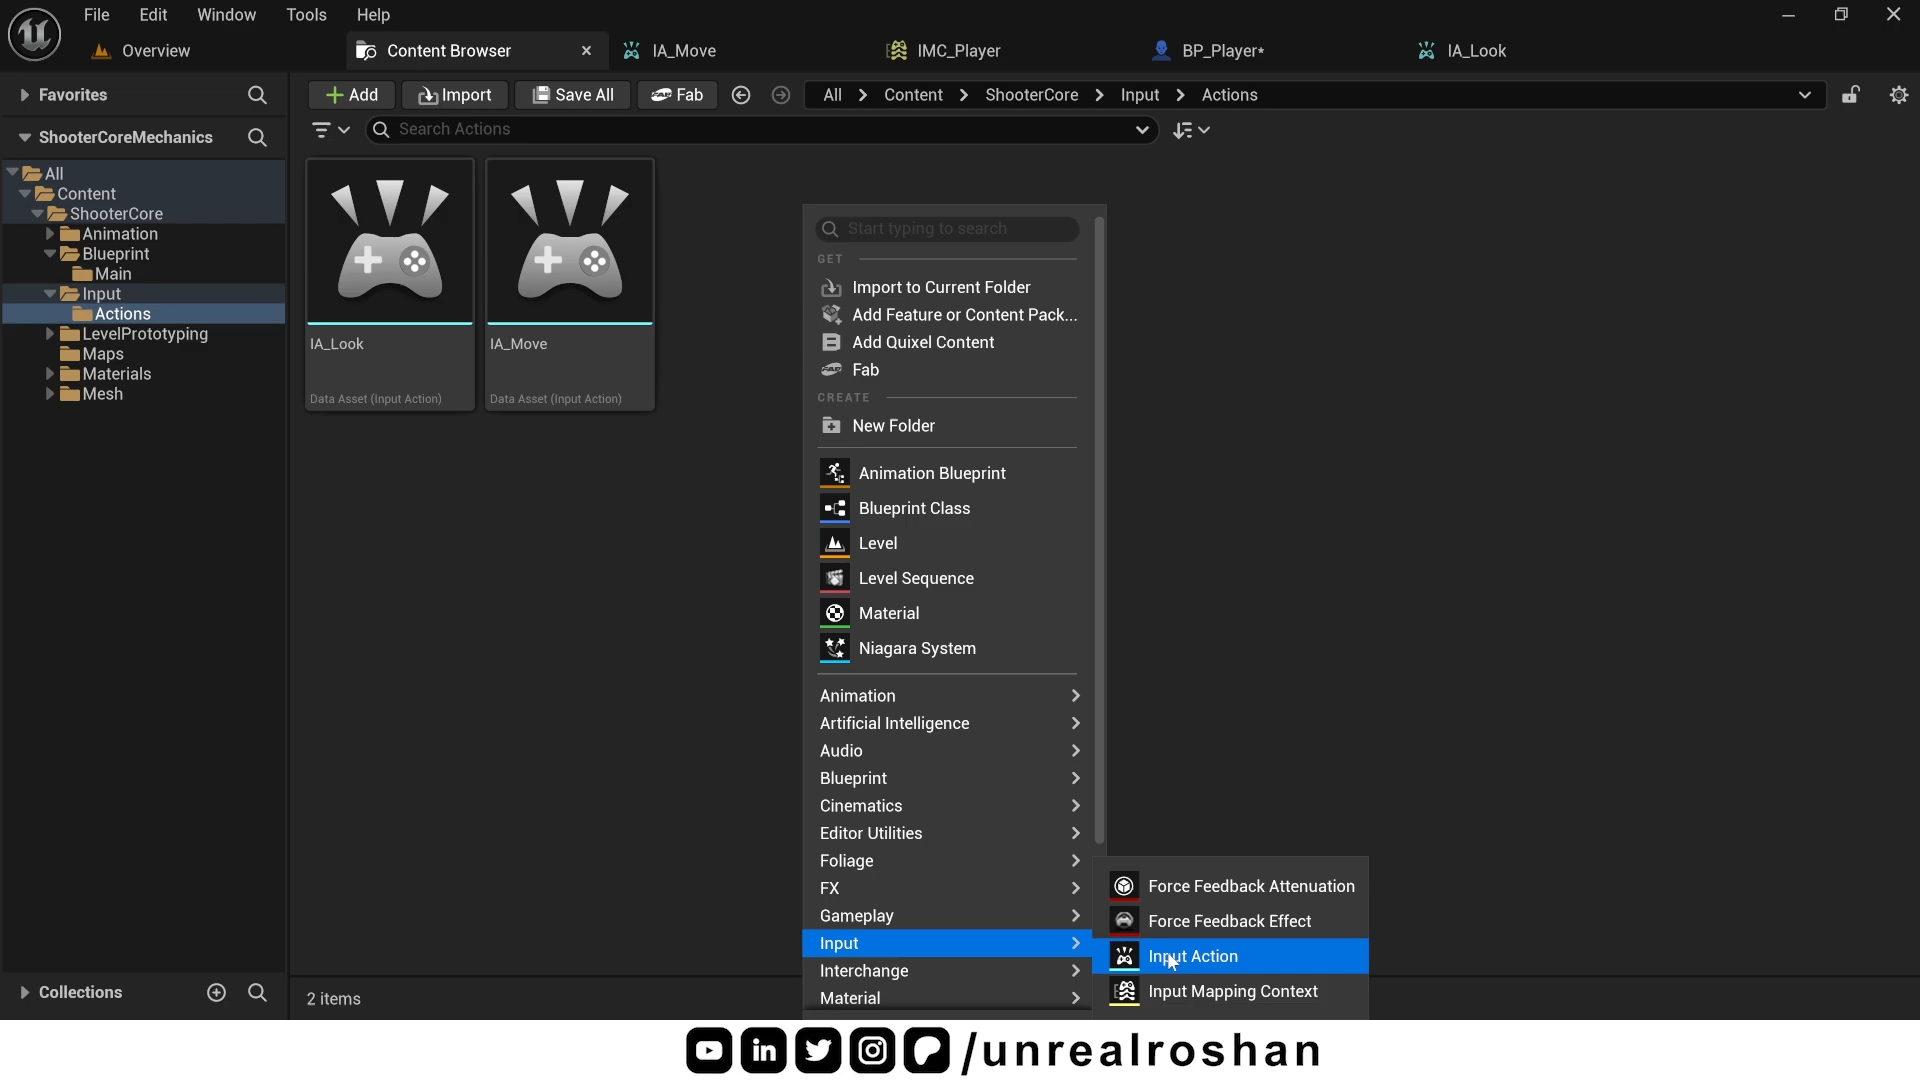 File Edit Window Tools Help
Overview Content Browser IA_Move IMC_Player BP_Player* IA_Look
Favorites
Add Import Save All Fab All Content ShooterCore Input Actions
ShooterCoreMechanics
Search Actions
All
Content
ShooterCore
Animation
Blueprint
Main
Input
Actions
LevelPrototyping
Maps
Materials
Mesh
IA_Look
Data Asset (Input Action)
IA_Move
Data Asset (Input Action)
Start typing to search
GET
Import to Current Folder
Add Feature or Content Pack...
Add Quixel Content
Fab
CREATE
New Folder
Animation Blueprint
Blueprint Class
Level
Level Sequence
Material
Niagara System
Animation
Artificial Intelligence
Audio
Blueprint
Cinematics
Editor Utilities
Foliage
FX
Gameplay
Input
Interchange
Material
Force Feedback Attenuation
Force Feedback Effect
Input Action
Input Mapping Context
Collections
2 items
/unrealroshan